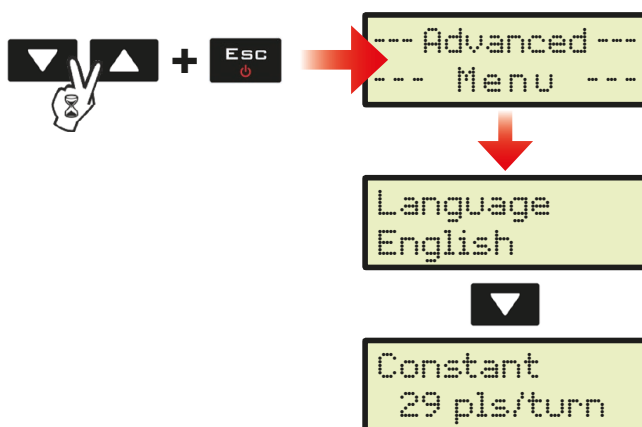 + Esc
--- Advanced ---
--- Menu ---
Language
English
Constant
29 pls/turn